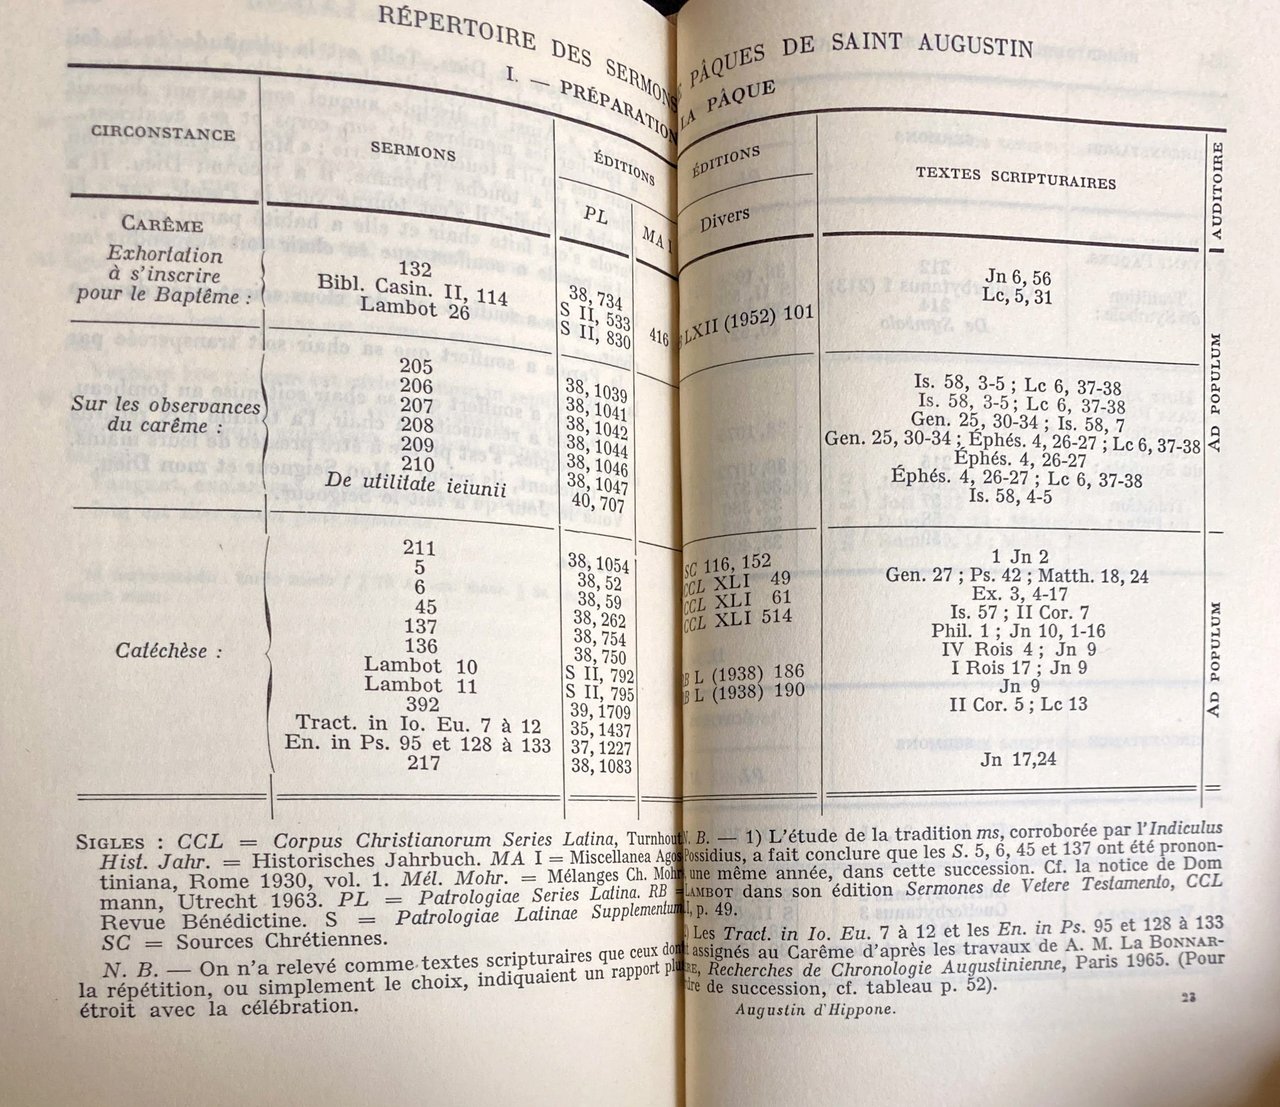 RÉPERTOIRE DES SERMONS PÂQUES DE SAINT AUGUSTIN
I. — PRÉPARATION LA PÂQUE
CIRCONSTANCE
SERMONS
ÉDITIONS
ÉDITIONS
TEXTES SCRIPTURAIRES
AUDITOIRE
PL
MA I
Divers
CARÊME
Exhortation
à s'inscrire
pour le Baptême :
132 38, 734 Jn 6, 56
Bibl. Casin. II, 114 S II, 533 Lc, 5, 31
Lambot 26 S II, 830 416 LXII (1952) 101
AD POPULUM
Sur les observances
du carême :
205 38, 1039 Is. 58, 3-5 ; Lc 6, 37-38
206 38, 1041 Is. 58, 3-5 ; Lc 6, 37-38
207 38, 1042 Gen. 25, 30-34 ; Is. 58, 7
208 38, 1044 Gen. 25, 30-34 ; Éphés. 4, 26-27 ; Lc 6, 37-38
209 38, 1046 Éphés. 4, 26-27
210 38, 1047 Éphés. 4, 26-27 ; Lc 6, 37-38
De utilitate ieiunii 40, 707 Is. 58, 4-5
Catéchèse :
211 38, 1054 SC 116, 152 1 Jn 2
5 38, 52 CCL XLI 49 Gen. 27 ; Ps. 42 ; Matth. 18, 24
6 38, 59 CCL XLI 61 Ex. 3, 4-17
45 38, 262 CCL XLI 514 Is. 57 ; II Cor. 7
137 38, 754 Phil. 1 ; Jn 10, 1-16
136 38, 750 IV Rois 4 ; Jn 9
Lambot 10 S II, 792 B L (1938) 186 I Rois 17 ; Jn 9
Lambot 11 S II, 795 B L (1938) 190 Jn 9
392 39, 1709 II Cor. 5 ; Lc 13
Tract. in Io. Eu. 7 à 12 35, 1437
En. in Ps. 95 et 128 à 133 37, 1227
217 38, 1083 Jn 17,24
AD POPULUM
SIGLES : CCL = Corpus Christianorum Series Latina, Turnhout
Hist. Jahr. = Historisches Jahrbuch. MA I = Miscellanea Agos
tiniana, Rome 1930, vol. 1. Mél. Mohr. = Mélanges Ch. Mohr
mann, Utrecht 1963. PL = Patrologiae Series Latina. RB =
Revue Bénédictine. S = Patrologiae Latinae Supplementum
SC = Sources Chrétiennes.
N. B. — On n'a relevé comme textes scripturaires que ceux dont
la répétition, ou simplement le choix, indiquaient un rapport plu
étroit avec la célébration.
N. B. — 1) L'étude de la tradition ms, corroborée par l'Indiculus
Possidius, a fait conclure que les S. 5, 6, 45 et 137 ont été pronon-
une même année, dans cette succession. Cf. la notice de Dom
LAMBOT dans son édition Sermones de Vetere Testamento, CCL
I, p. 49.
) Les Tract. in Io. Eu. 7 à 12 et les En. in Ps. 95 et 128 à 133
t assignés au Carême d'après les travaux de A. M. LA BONNAR-
RE, Recherches de Chronologie Augustinienne, Paris 1965. (Pour
dre de succession, cf. tableau p. 52).
Augustin d'Hippone.
23